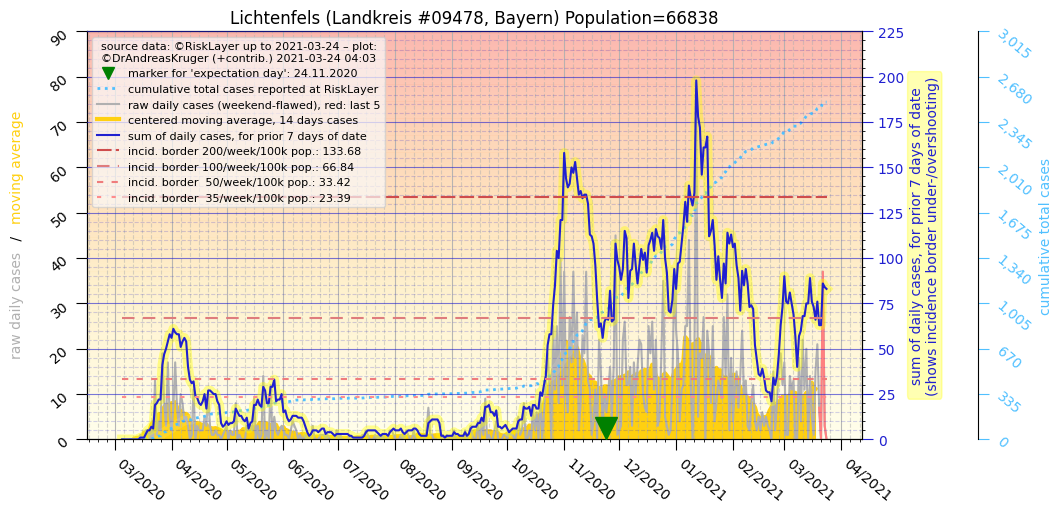 Lichtenfels (Landkreis #09478, Bayern) Population=66838
source data: ©RiskLayer up to 2021-03-24 – plot:
©DrAndreasKruger (+contrib.) 2021-03-24 04:03
marker for 'expectation day': 24.11.2020
cumulative total cases reported at RiskLayer
raw daily cases (weekend-flawed), red: last 5
centered moving average, 14 days cases
sum of daily cases, for prior 7 days of date
incid. border 200/week/100k pop.: 133.68
incid. border 100/week/100k pop.: 66.84
incid. border  50/week/100k pop.: 33.42
incid. border  35/week/100k pop.: 23.39
raw daily cases / moving average
90
80
70
60
50
40
30
20
10
0
03/2020
04/2020
05/2020
06/2020
07/2020
08/2020
09/2020
10/2020
11/2020
12/2020
01/2021
02/2021
03/2021
04/2021
225
200
175
150
125
100
75
50
25
0
sum of daily cases, for prior 7 days of date
(shows incidence border under-/overshooting)
3,015
2,680
2,345
2,010
1,675
1,340
1,005
670
335
0
cumulative total cases